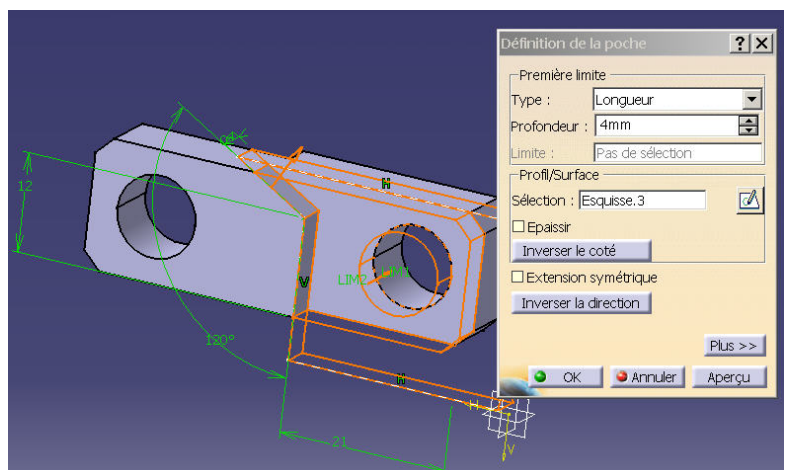 Définition de la poche
? X
Première limite
Type : Longueur
Profondeur : 4mm
Limite : Pas de sélection
Profil/Surface
Sélection : Esquisse.3
Epaissir
Inverser le coté
Extension symétrique
Inverser la direction
Plus >>
OK Annuler Aperçu
12
H
LIM2
V
120°
H
H
V
21